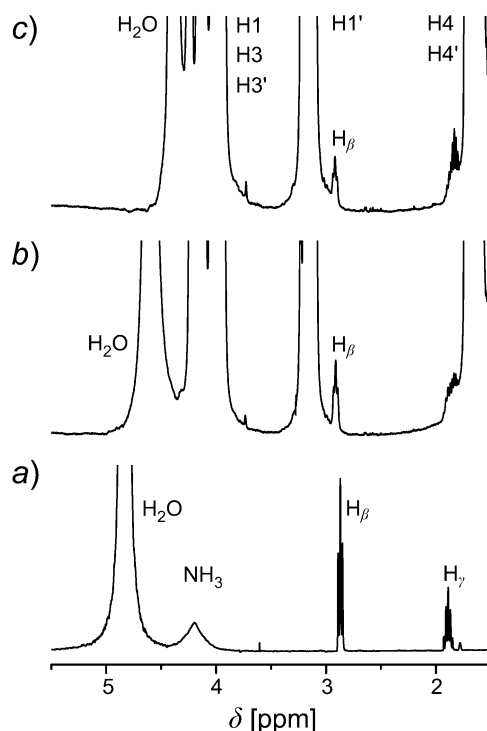 c)
H₂O
H1
H3
H3'
H1'
H4
H4'
Hβ
b)
H₂O
Hβ
a)
H₂O
NH₃
Hβ
Hγ
5 4 3 2
δ [ppm]